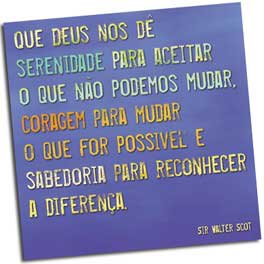 QUE DEUS NOS DÊ
SERENIDADE PARA ACEITAR
O QUE NÃO PODEMOS MUDAR,
CORAGEM PARA MUDAR
O QUE FOR POSSIVEL E
SABEDORIA PARA RECONHECER
A DIFERENÇA.
SIR WALTER SCOT